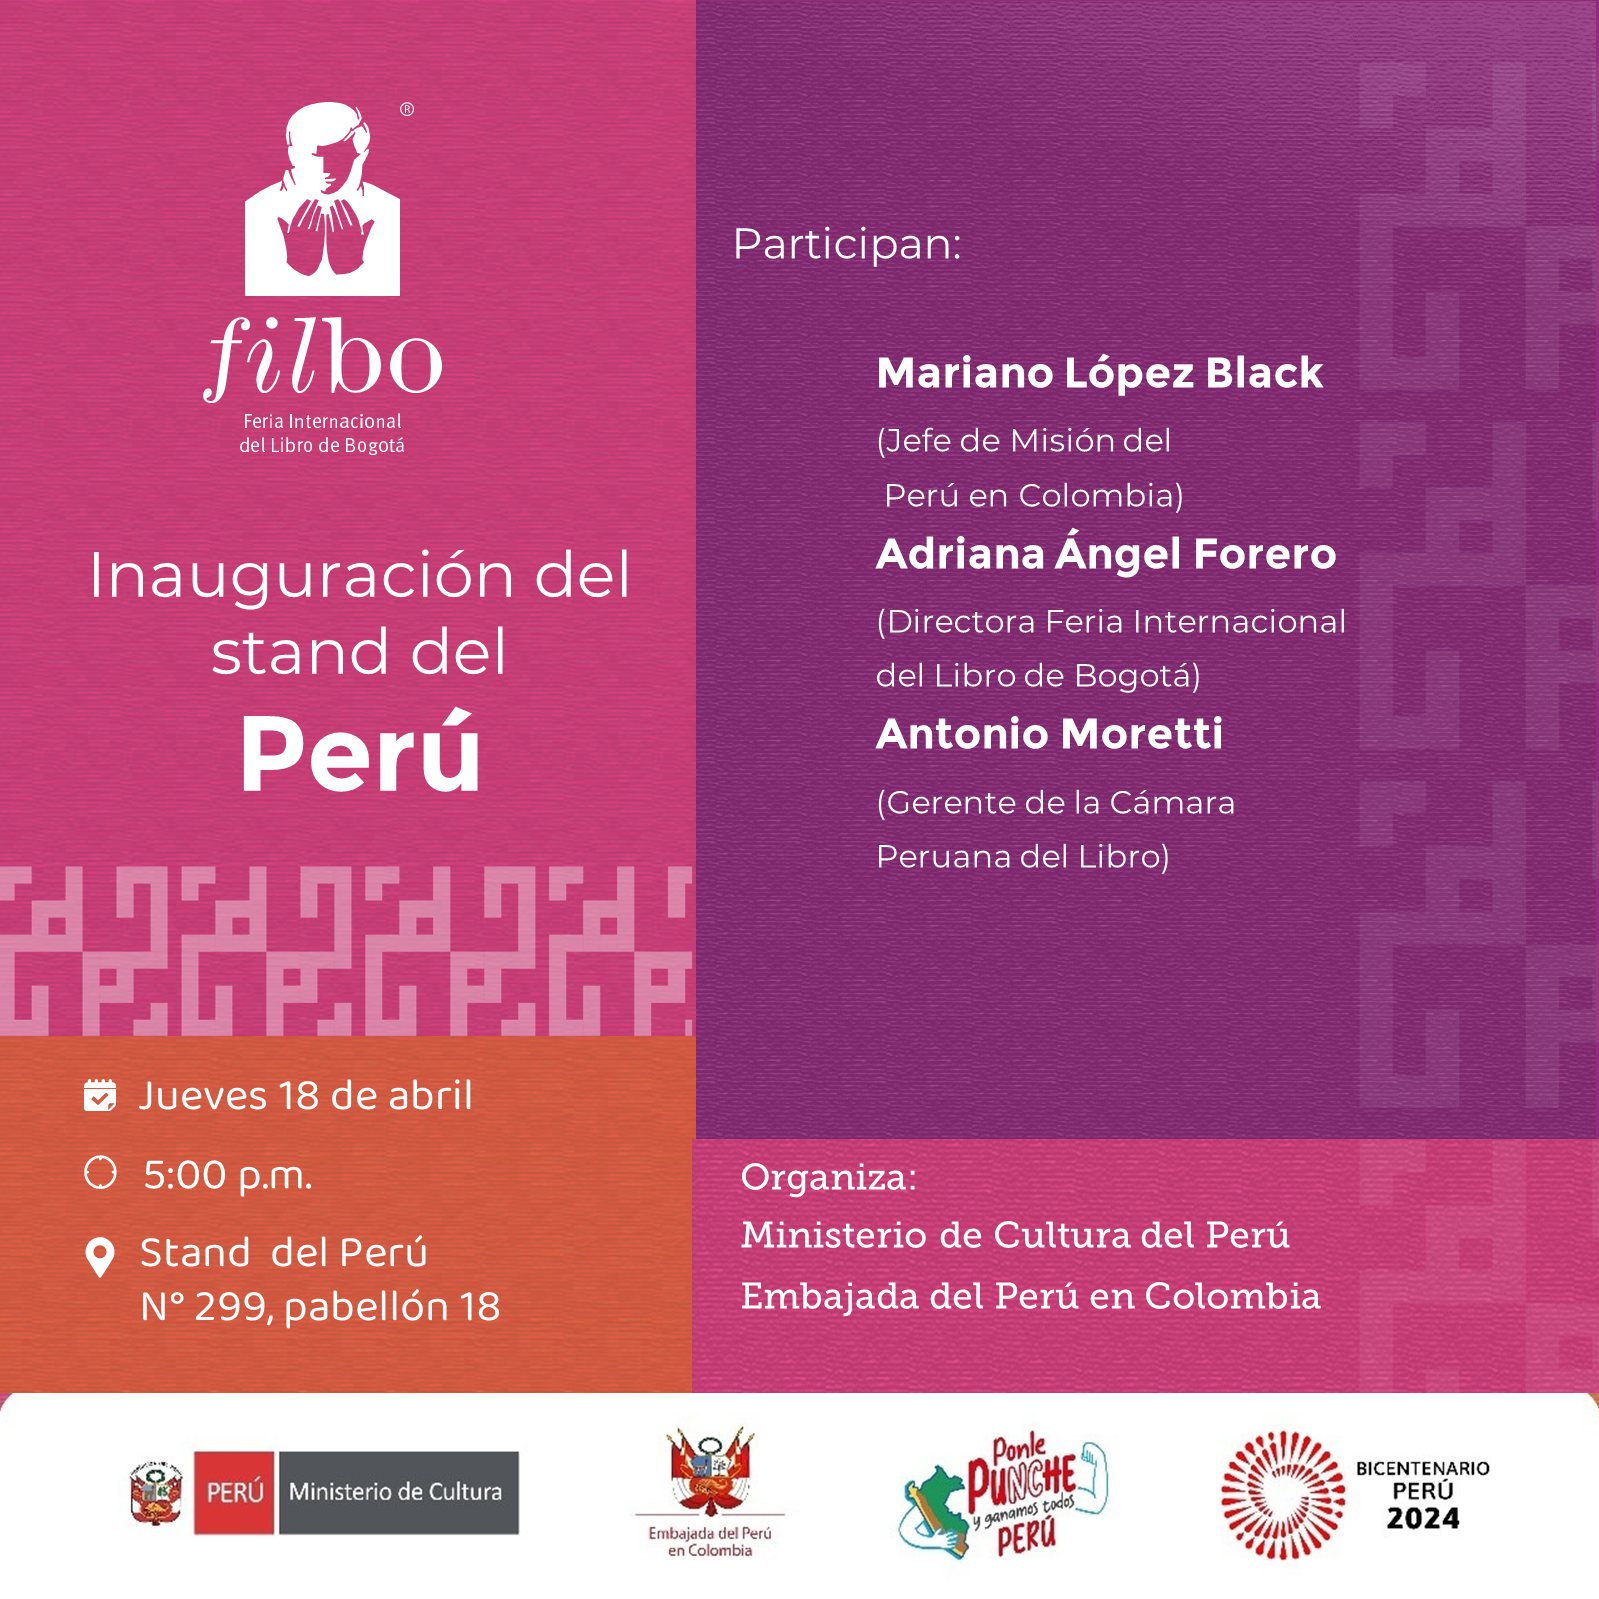 ®
filbo
Feria Internacional
del Libro de Bogotá
Inauguración del
stand del
Perú
Jueves 18 de abril
5:00 p.m.
Stand del Perú
N° 299, pabellón 18
Participan:
Mariano López Black
(Jefe de Misión del
Perú en Colombia)
Adriana Ángel Forero
(Directora Feria Internacional
del Libro de Bogotá)
Antonio Moretti
(Gerente de la Cámara
Peruana del Libro)
Organiza:
Ministerio de Cultura del Perú
Embajada del Perú en Colombia
PERÚ
Ministerio de Cultura
Embajada del Perú
en Colombia
Ponle
PUNCHE
y ganamos todos
PERÚ
BICENTENARIO
PERÚ
2024